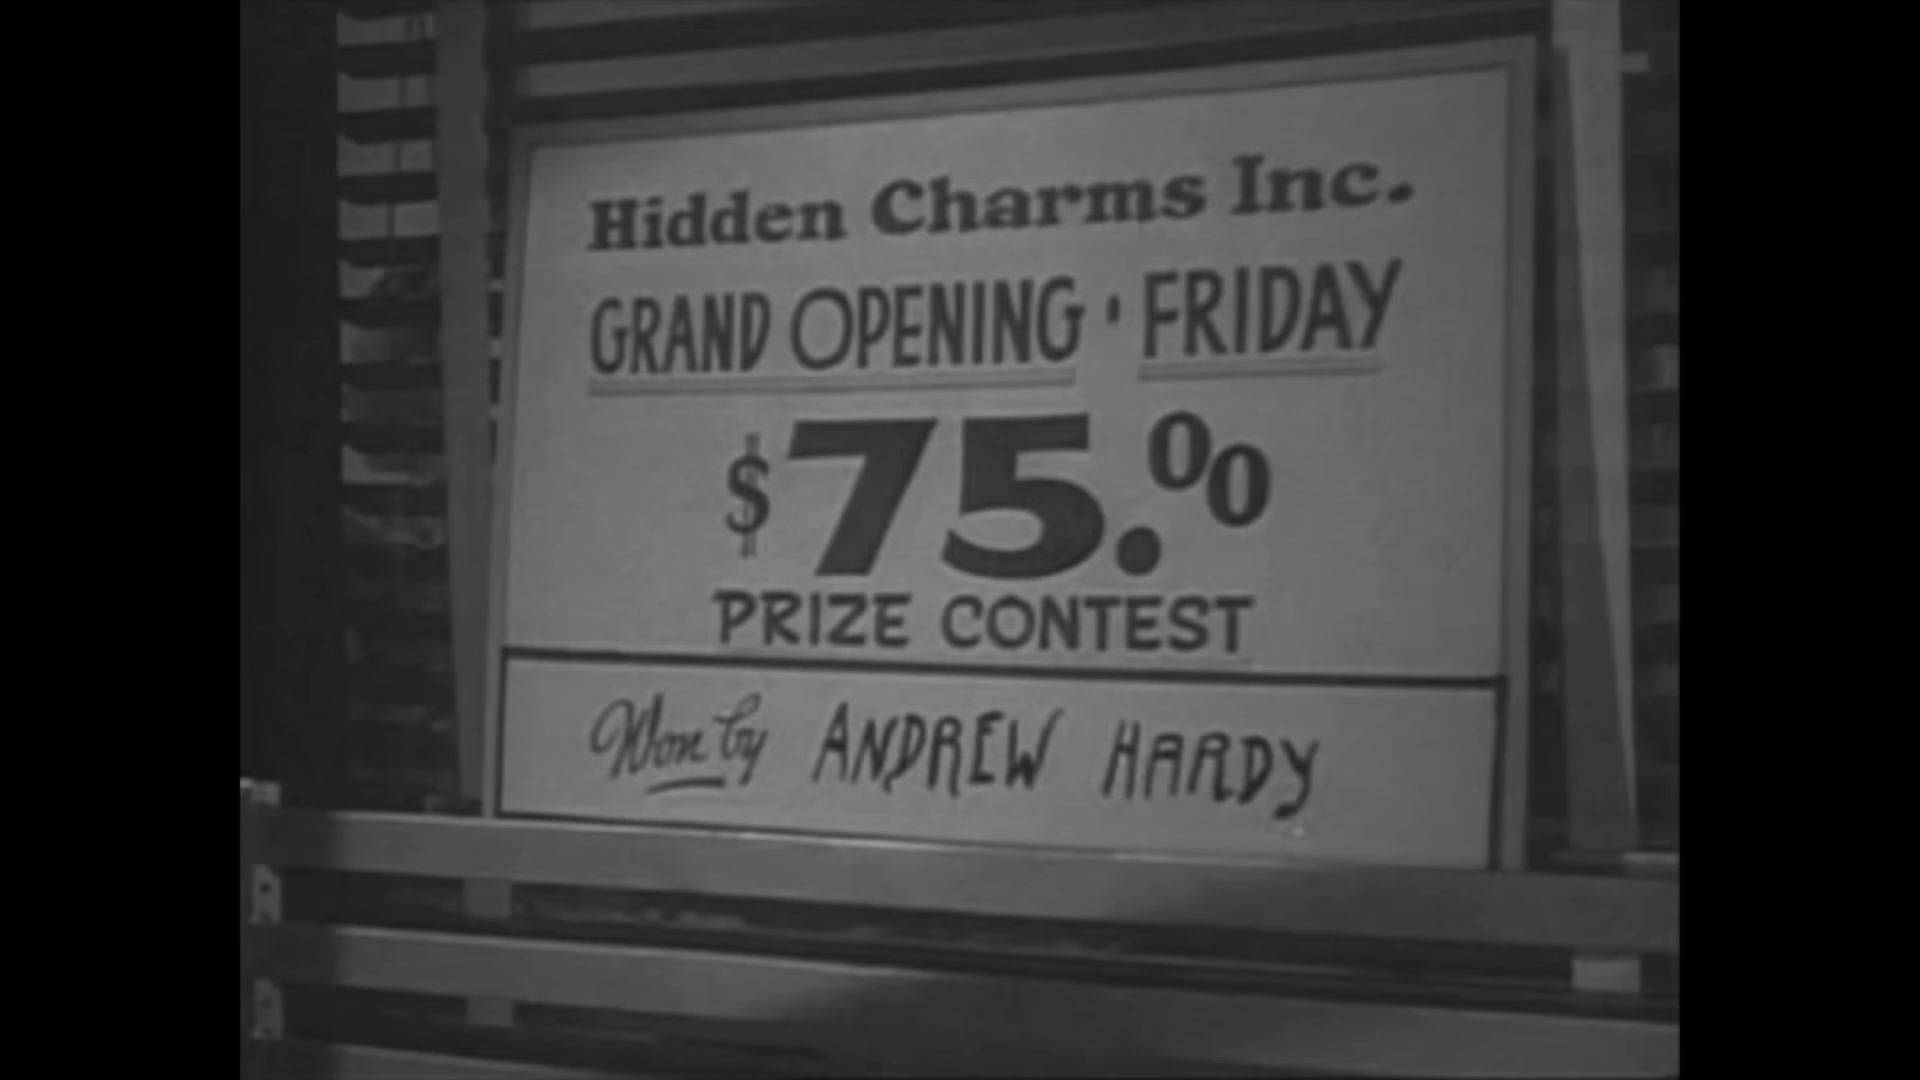 Hidden Charms Inc.
GRAND OPENING · FRIDAY
$75.00
PRIZE CONTEST
Won by ANDREW HARDY